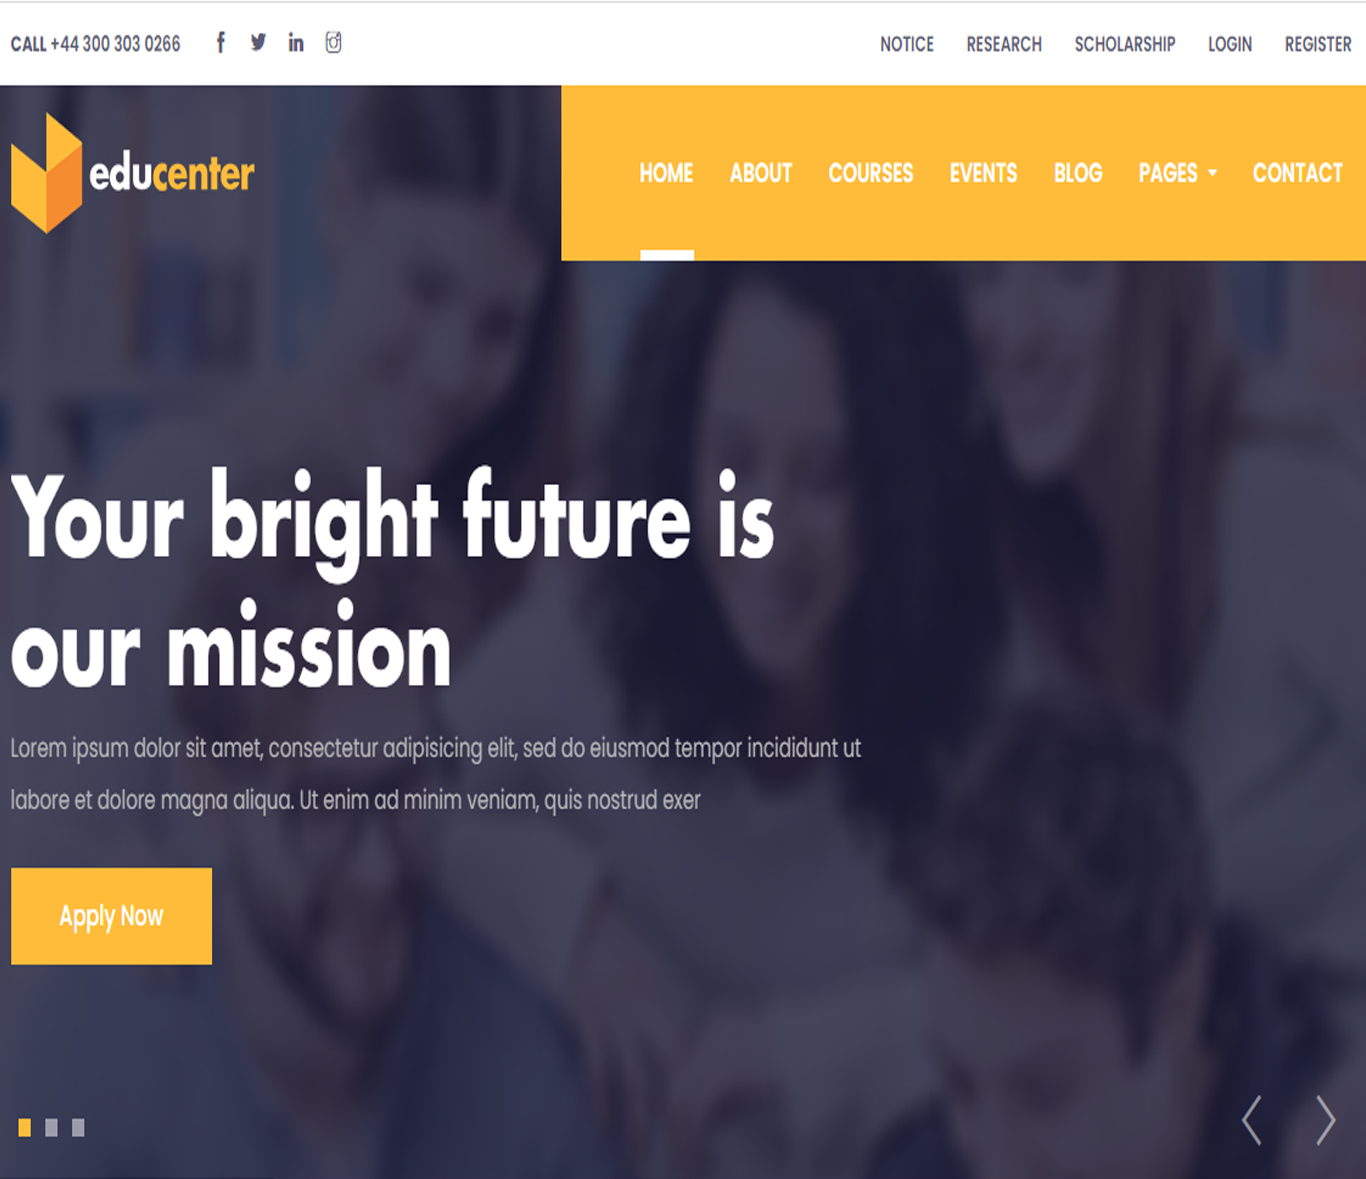 CALL +44 300 303 0266
NOTICE RESEARCH SCHOLARSHIP LOGIN REGISTER
educenter
HOME ABOUT COURSES EVENTS BLOG PAGES CONTACT
Your bright future is
our mission
Lorem ipsum dolor sit amet, consectetur adipisicing elit, sed do eiusmod tempor incididunt ut
labore et dolore magna aliqua. Ut enim ad minim veniam, quis nostrud exer
Apply Now